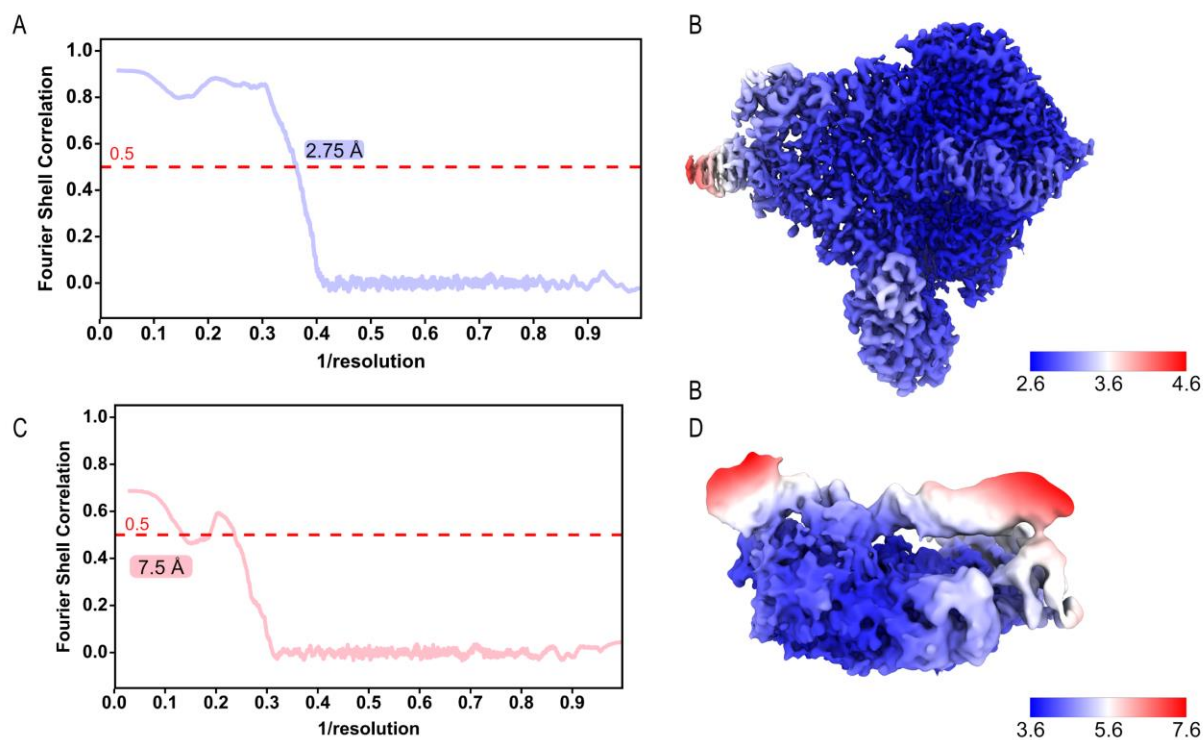 A
Fourier Shell Correlation
1.0
0.8
0.6
0.4
0.2
0.0
0.5
2.75 Å
0.0 0.1 0.2 0.3 0.4 0.5 0.6 0.7 0.8 0.9
1/resolution
B
2.6 3.6 4.6
C
Fourier Shell Correlation
1.0
0.8
0.6
0.4
0.2
0.0
0.5
7.5 Å
0.0 0.1 0.2 0.3 0.4 0.5 0.6 0.7 0.8 0.9
1/resolution
B
D
3.6 5.6 7.6